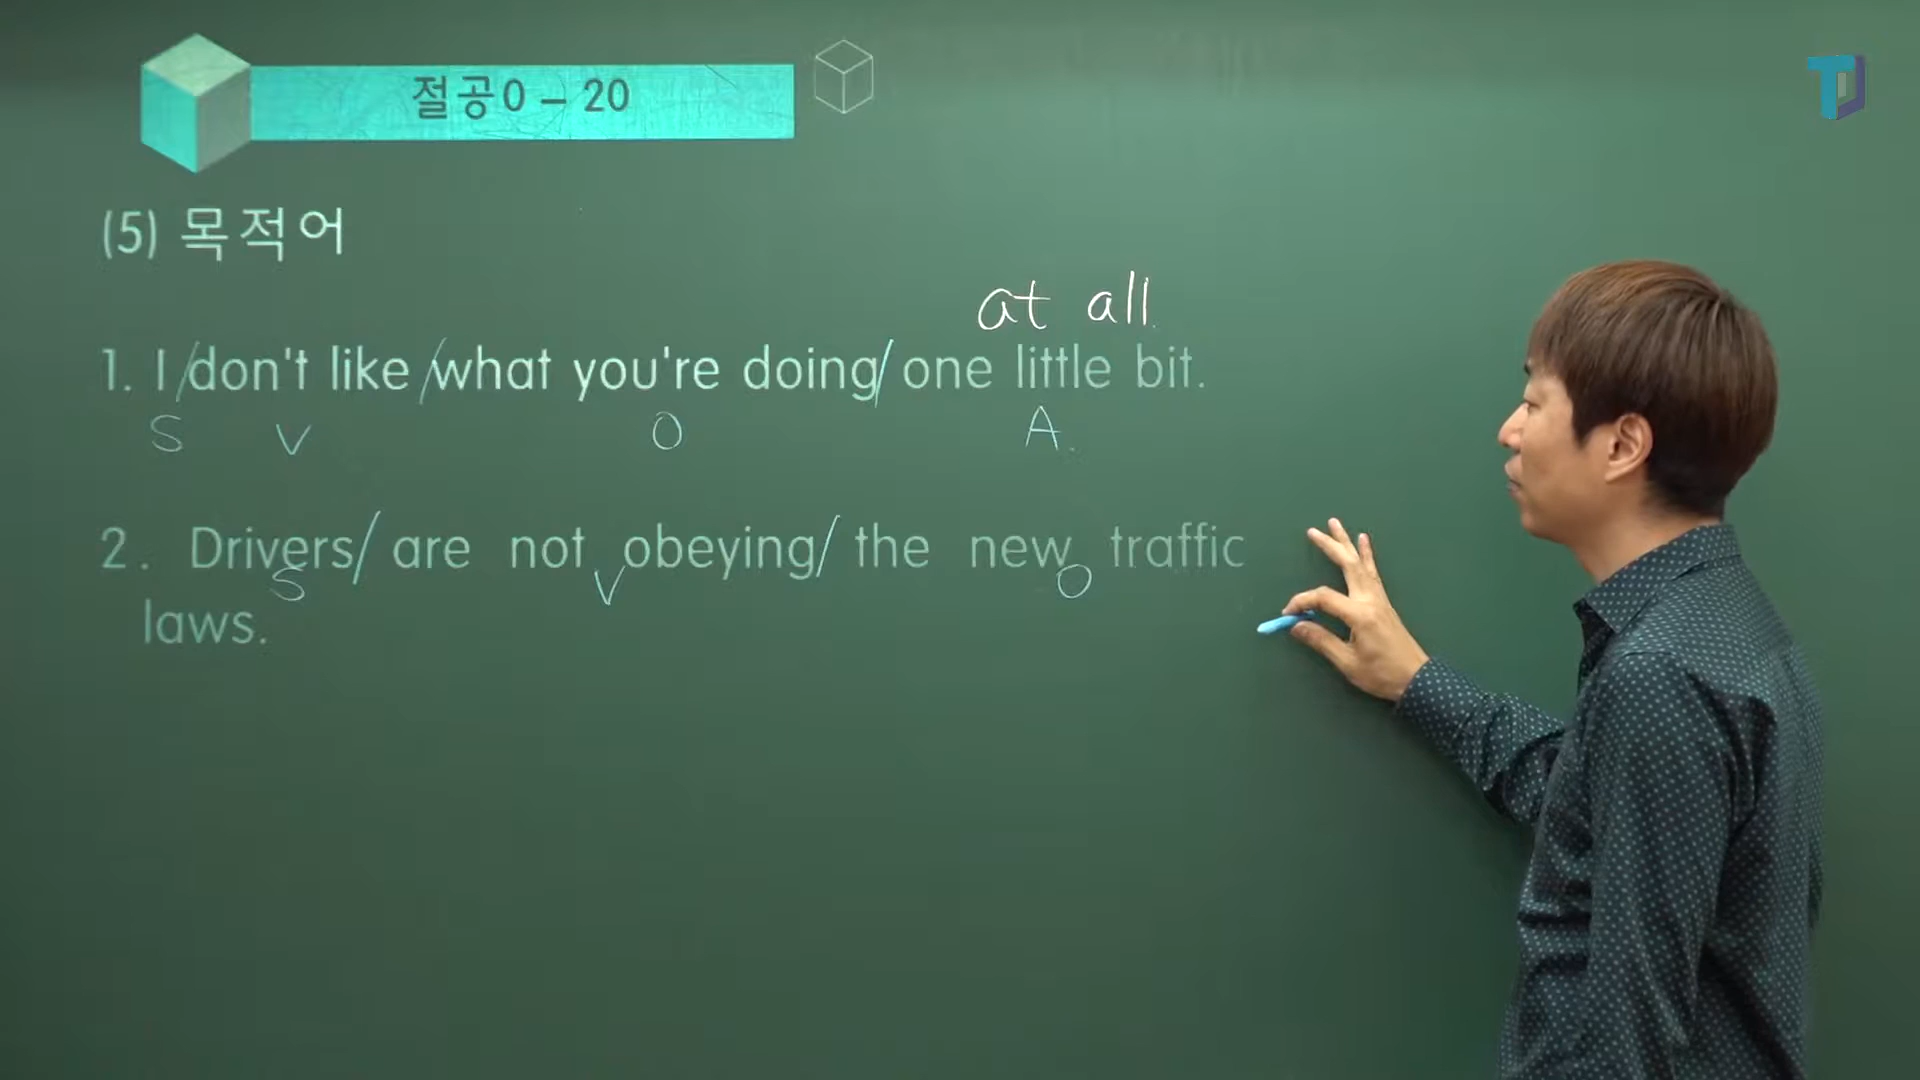 절공0 – 20
(5) 목적어
at all.
1. I /don't like /what you're doing/ one little bit.
S V O A.
2. Drivers/ are not obeying/ the new traffic
S V O
laws.